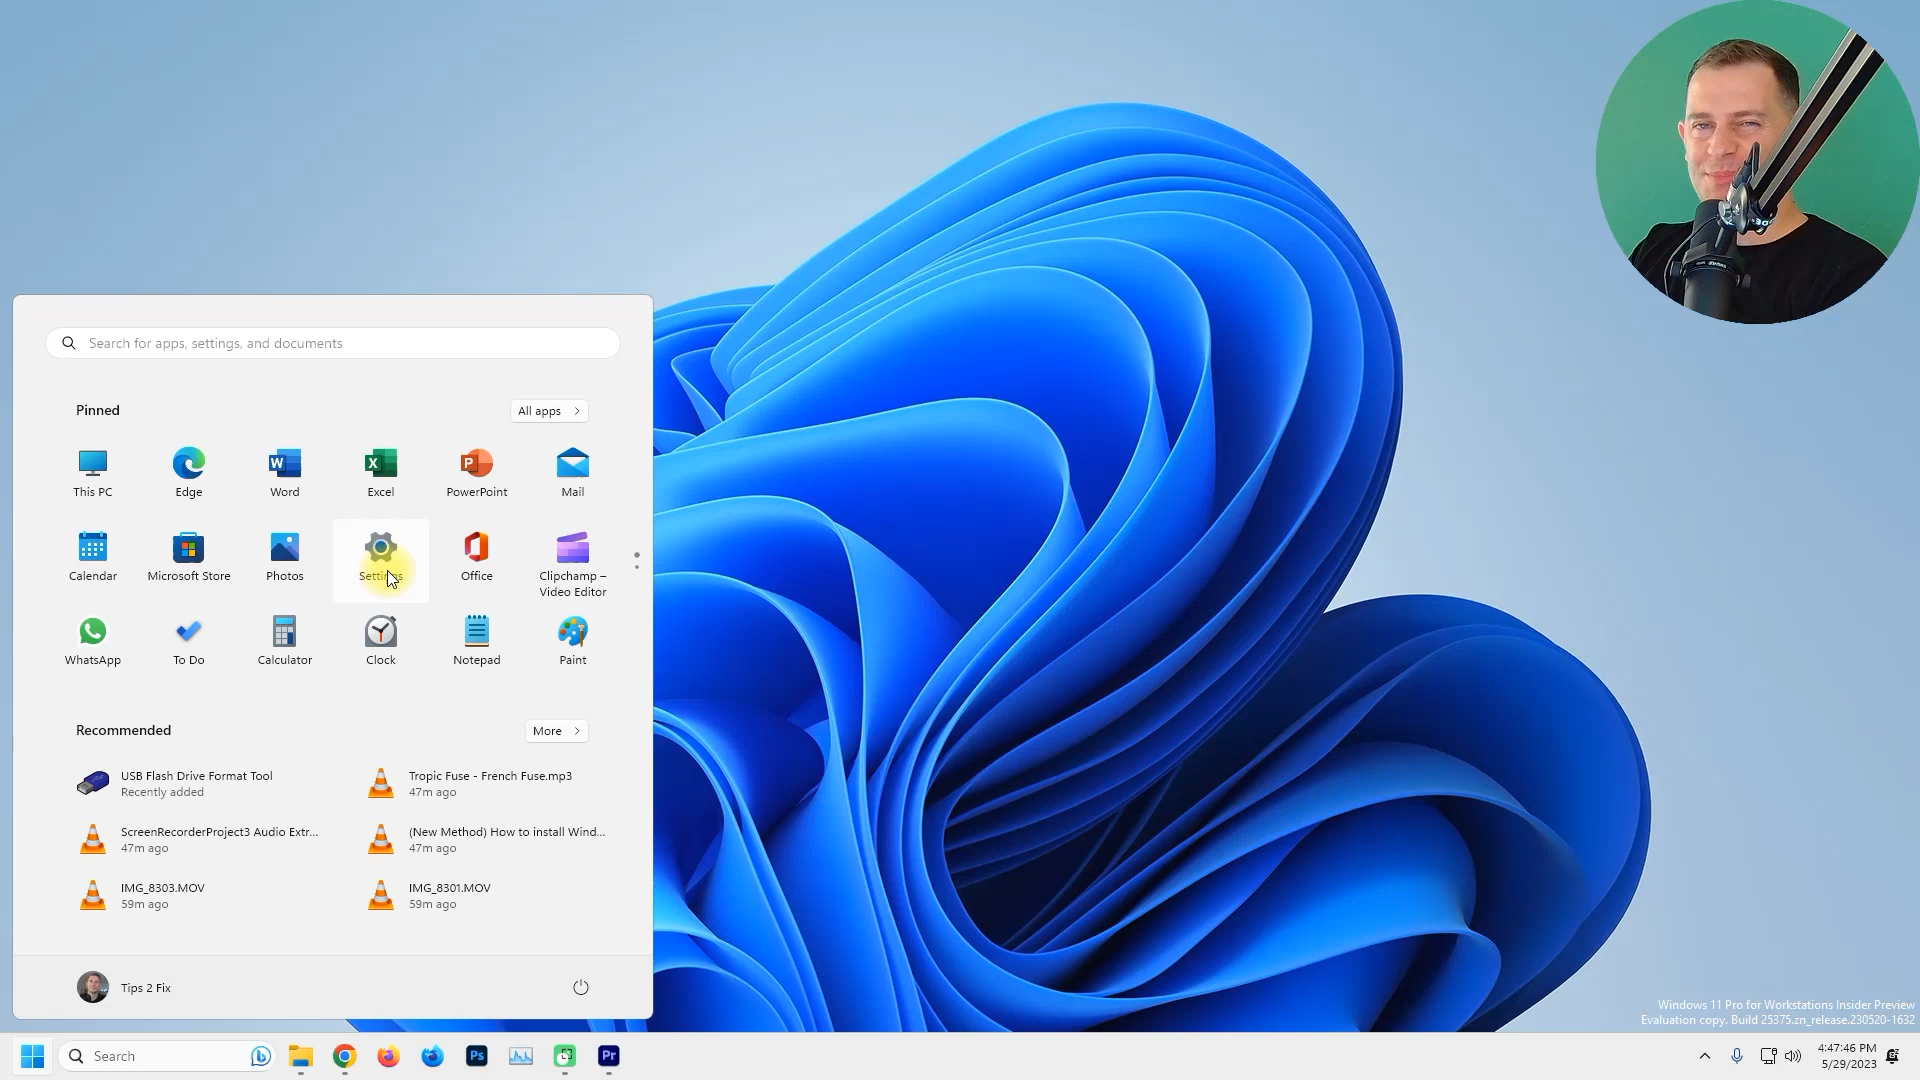 Search for apps, settings, and documents
Pinned
All apps
This PC
Edge
Word
Excel
PowerPoint
Mail
Calendar
Microsoft Store
Photos
Settings
Office
Clipchamp –
Video Editor
WhatsApp
To Do
Calculator
Clock
Notepad
Paint
Recommended
More
USB Flash Drive Format Tool
Recently added
Tropic Fuse - French Fuse.mp3
47m ago
ScreenRecorderProject3 Audio Extr...
47m ago
(New Method) How to install Wind...
47m ago
IMG_8303.MOV
59m ago
IMG_8301.MOV
59m ago
Tips 2 Fix
Windows 11 Pro for Workstations Insider Preview
Evaluation copy. Build 25375.zn_release.230520-1632
Search
Ps
Pr
4:47:46 PM
5/29/2023